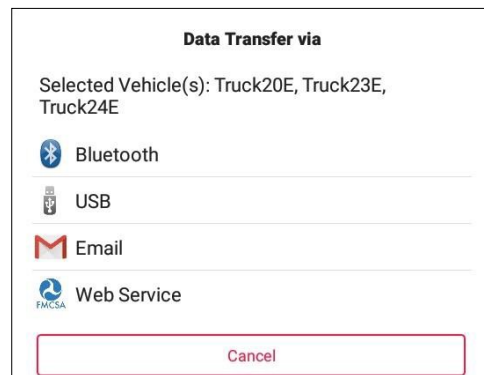 Data Transfer via
Selected Vehicle(s): Truck20E, Truck23E,
Truck24E
Bluetooth
USB
Email
FMCSA Web Service
Cancel